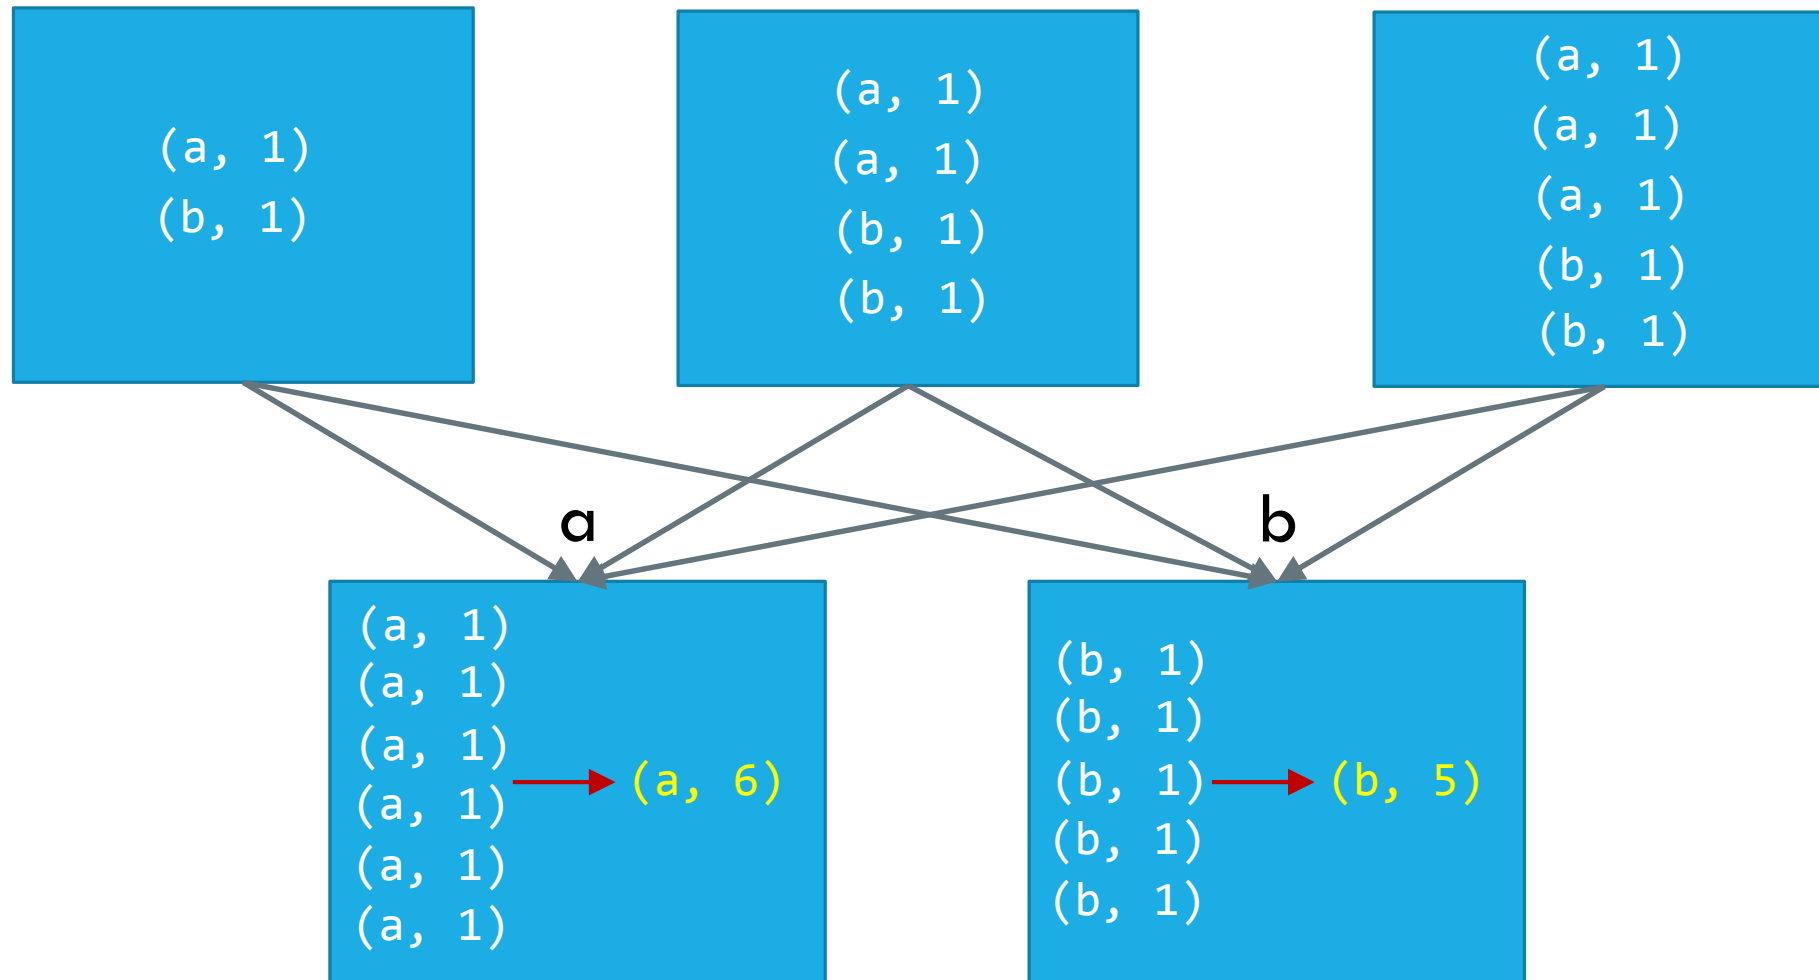 (a, 1)
(b, 1)
(a, 1)
(a, 1)
(b, 1)
(b, 1)
(a, 1)
(a, 1)
(a, 1)
(b, 1)
(b, 1)
a
b
(a, 1)
(a, 1)
(a, 1)
(a, 1)
(a, 1)
(a, 1)
(a, 6)
(b, 1)
(b, 1)
(b, 1)
(b, 1)
(b, 1)
(b, 5)